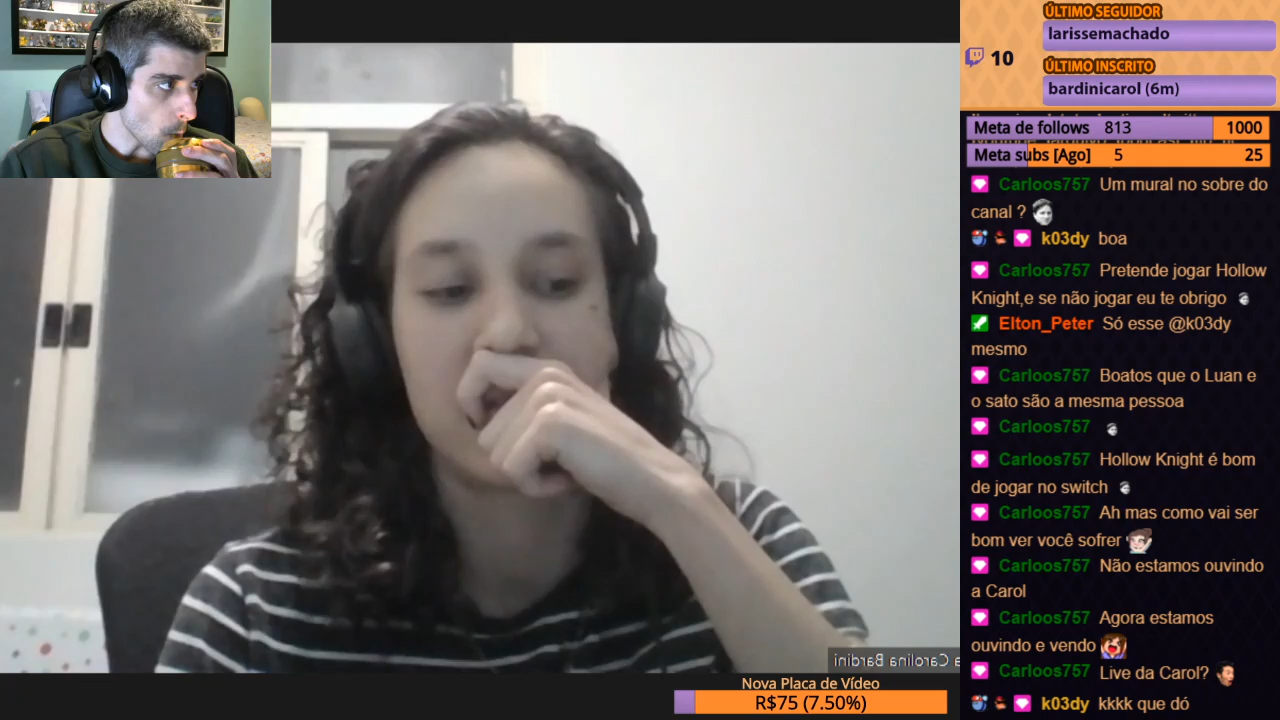 ÚLTIMO SEGUIDOR
larissemachado
10
ÚLTIMO INSCRITO
bardinicarol (6m)
Meta de follows 813 1000
Meta subs [Ago] 5 25
Carloos757 Um mural no sobre do
canal ?
k03dy boa
Carloos757 Pretende jogar Hollow
Knight,e se não jogar eu te obrigo
Elton_Peter Só esse @k03dy
mesmo
Carloos757 Boatos que o Luan e
o sato são a mesma pessoa
Carloos757
Carloos757 Hollow Knight é bom
de jogar no switch
Carloos757 Ah mas como vai ser
bom ver você sofrer
Carloos757 Não estamos ouvindo
a Carol
Carloos757 Agora estamos
ouvindo e vendo
Carloos757 Live da Carol?
k03dy kkkk que dó
a Carolina Bardini
Nova Placa de Vídeo
R$75 (7.50%)